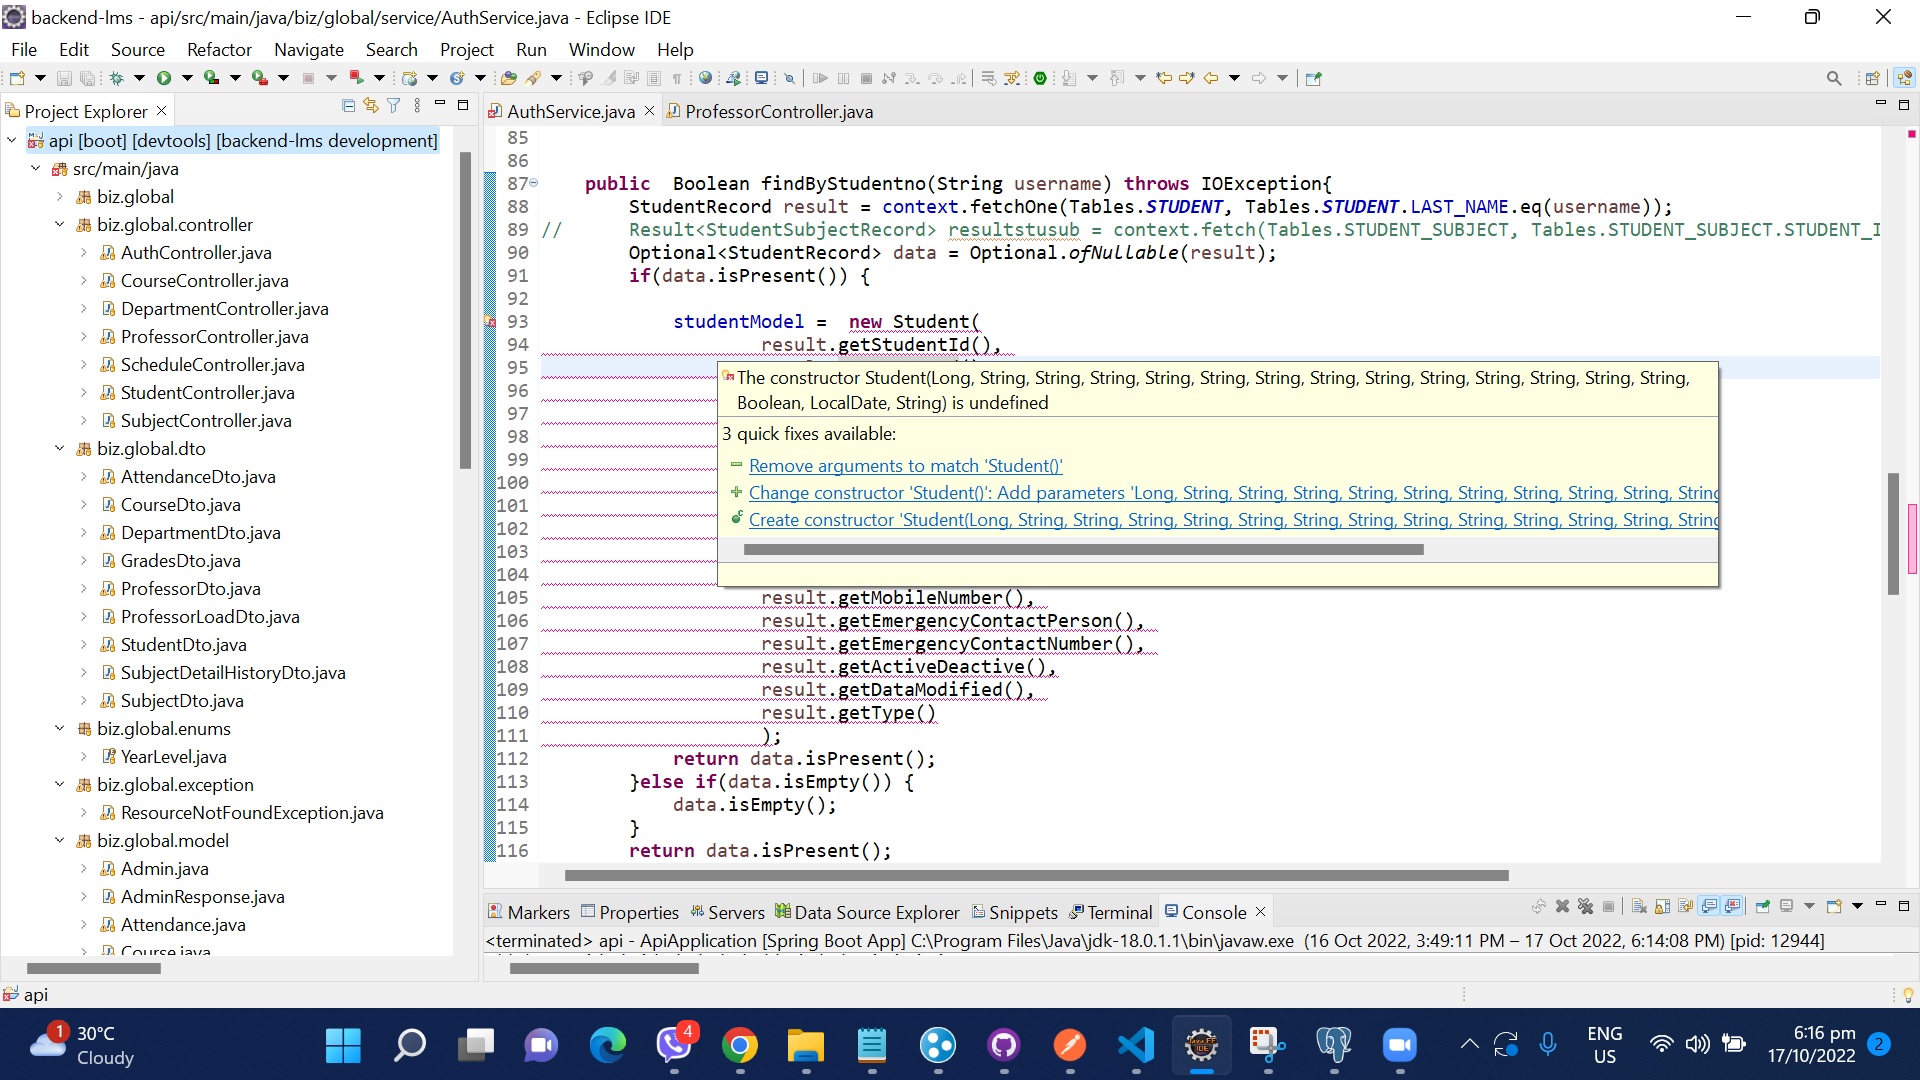 backend-lms - api/src/main/java/biz/global/service/AuthService.java - Eclipse IDE
File Edit Source Refactor Navigate Search Project Run Window Help
Project Explorer
AuthService.java
ProfessorController.java
api [boot] [devtools] [backend-lms development]
src/main/java
biz.global
biz.global.controller
AuthController.java
CourseController.java
DepartmentController.java
ProfessorController.java
ScheduleController.java
StudentController.java
SubjectController.java
biz.global.dto
AttendanceDto.java
CourseDto.java
DepartmentDto.java
GradesDto.java
ProfessorDto.java
ProfessorLoadDto.java
StudentDto.java
SubjectDetailHistoryDto.java
SubjectDto.java
biz.global.enums
YearLevel.java
biz.global.exception
ResourceNotFoundException.java
biz.global.model
Admin.java
AdminResponse.java
Attendance.java
Course.java
api
85
86
87 public Boolean findByStudentno(String username) throws IOException{
88 StudentRecord result = context.fetchOne(Tables.STUDENT, Tables.STUDENT.LAST_NAME.eq(username));
89 // Result<StudentSubjectRecord> resultstusub = context.fetch(Tables.STUDENT_SUBJECT, Tables.STUDENT_SUBJECT.STUDENT_I
90 Optional<StudentRecord> data = Optional.ofNullable(result);
91 if(data.isPresent()) {
92
93 studentModel = new Student(
94 result.getStudentId(),
95
96
97
98
99
100
101
102
103
104
The constructor Student(Long, String, String, String, String, String, String, String, String, String, String, String, String, String,
Boolean, LocalDate, String) is undefined
3 quick fixes available:
Remove arguments to match 'Student()'
Change constructor 'Student()': Add parameters 'Long, String, String, String, String, String, String, String, String, String, String
Create constructor 'Student(Long, String, String, String, String, String, String, String, String, String, String, String, String, String
105 result.getMobileNumber(),
106 result.getEmergencyContactPerson(),
107 result.getEmergencyContactNumber(),
108 result.getActiveDeactive(),
109 result.getDataModified(),
110 result.getType()
111 );
112 return data.isPresent();
113 }else if(data.isEmpty()) {
114 data.isEmpty();
115 }
116 return data.isPresent();
Markers Properties Servers Data Source Explorer Snippets Terminal Console
<terminated> api - ApiApplication [Spring Boot App] C:\Program Files\Java\jdk-18.0.1.1\bin\javaw.exe (16 Oct 2022, 3:49:11 PM – 17 Oct 2022, 6:14:08 PM) [pid: 12944]
1
30°C
Cloudy
4
Java EE
IDE
ENG
US
6:16 pm
17/10/2022
2